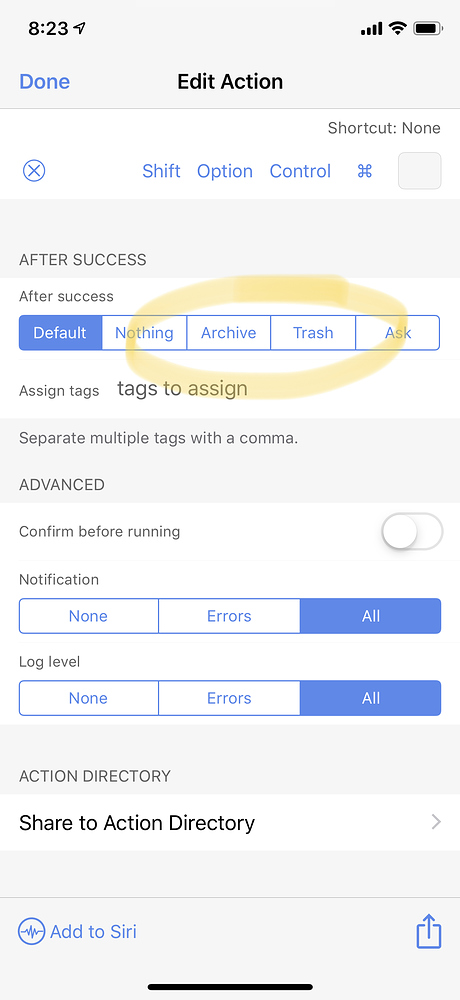 8:23
Done Edit Action
Shortcut: None
Shift Option Control ⌘
AFTER SUCCESS
After success
Default Nothing Archive Trash Ask
Assign tags tags to assign
Separate multiple tags with a comma.
ADVANCED
Confirm before running
Notification
None Errors All
Log level
None Errors All
ACTION DIRECTORY
Share to Action Directory
Add to Siri